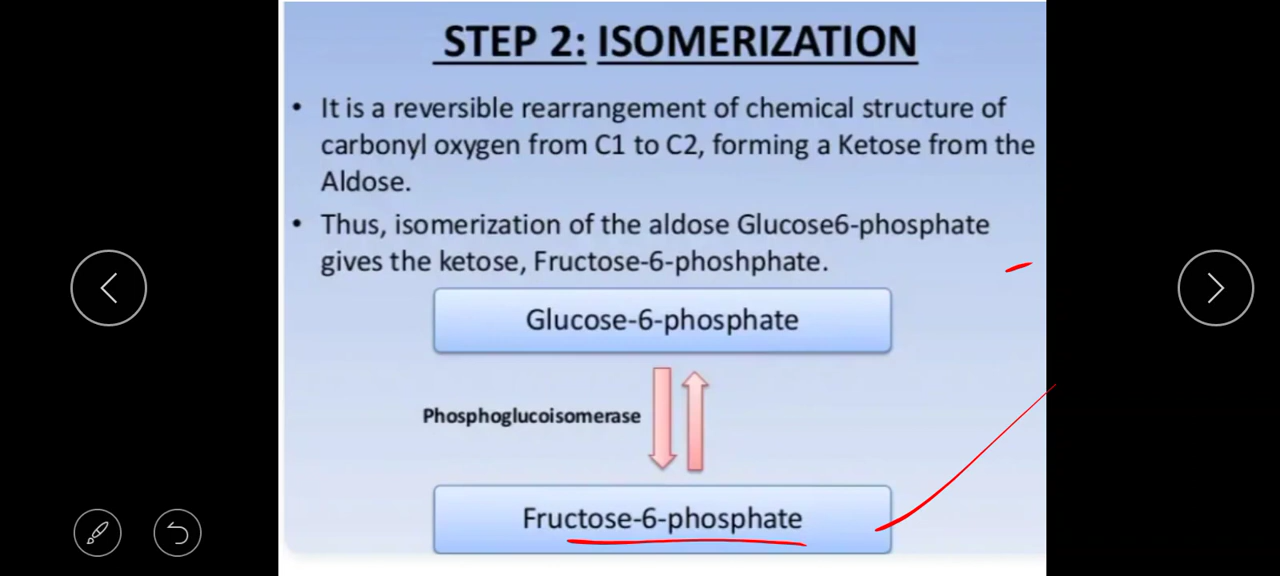 STEP 2: ISOMERIZATION
• It is a reversible rearrangement of chemical structure of
carbonyl oxygen from C1 to C2, forming a Ketose from the
Aldose.
• Thus, isomerization of the aldose Glucose6-phosphate
gives the ketose, Fructose-6-phoshphate.
Glucose-6-phosphate
Phosphoglucoisomerase
Fructose-6-phosphate